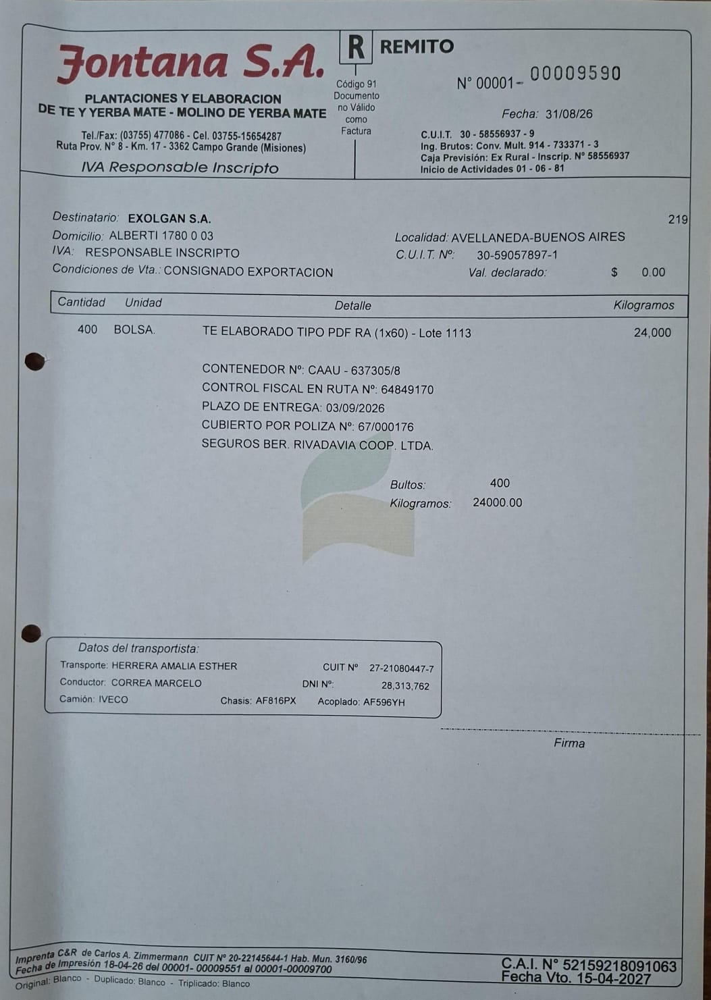 Fontana S.A.
PLANTACIONES Y ELABORACION
DE TE Y YERBA MATE - MOLINO DE YERBA MATE
Tel./Fax: (03755) 477086 - Cel. 03755-15654287
Ruta Prov. N° 8 - Km. 17 - 3362 Campo Grande (Misiones)
IVA Responsable Inscripto
R
Código 91
Documento
no Válido
como
Factura
REMITO
N° 00001- 00009590
Fecha: 31/08/26
C.U.I.T. 30 - 58556937 - 9
Ing. Brutos: Conv. Mult. 914 - 733371 - 3
Caja Previsión: Ex Rural - Inscrip. N° 58556937
Inicio de Actividades 01 - 06 - 81
219
Destinatario: EXOLGAN S.A.
Domicilio: ALBERTI 1780 0 03 Localidad: AVELLANEDA-BUENOS AIRES
IVA: RESPONSABLE INSCRIPTO C.U.I.T. Nº: 30-59057897-1
Condiciones de Vta.: CONSIGNADO EXPORTACION Val. declarado: $ 0.00
Cantidad Unidad Detalle Kilogramos
400 BOLSA. TE ELABORADO TIPO PDF RA (1x60) - Lote 1113 24,000
CONTENEDOR Nº: CAAU - 637305/8
CONTROL FISCAL EN RUTA Nº: 64849170
PLAZO DE ENTREGA: 03/09/2026
CUBIERTO POR POLIZA Nº: 67/000176
SEGUROS BER. RIVADAVIA COOP. LTDA.
Bultos: 400
Kilogramos: 24000.00
Datos del transportista:
Transporte: HERRERA AMALIA ESTHER CUIT Nº 27-21080447-7
Conductor: CORREA MARCELO DNI Nº: 28,313,762
Camión: IVECO Chasis: AF816PX Acoplado: AF596YH
Firma
Imprenta C&R de Carlos A. Zimmermann CUIT N° 20-22145644-1 Hab. Mun. 3160/96
Fecha de Impresión 18-04-26 del 00001- 00009551 al 00001-00009700
Original: Blanco - Duplicado: Blanco - Triplicado: Blanco
C.A.I. N° 52159218091063
Fecha Vto. 15-04-2027